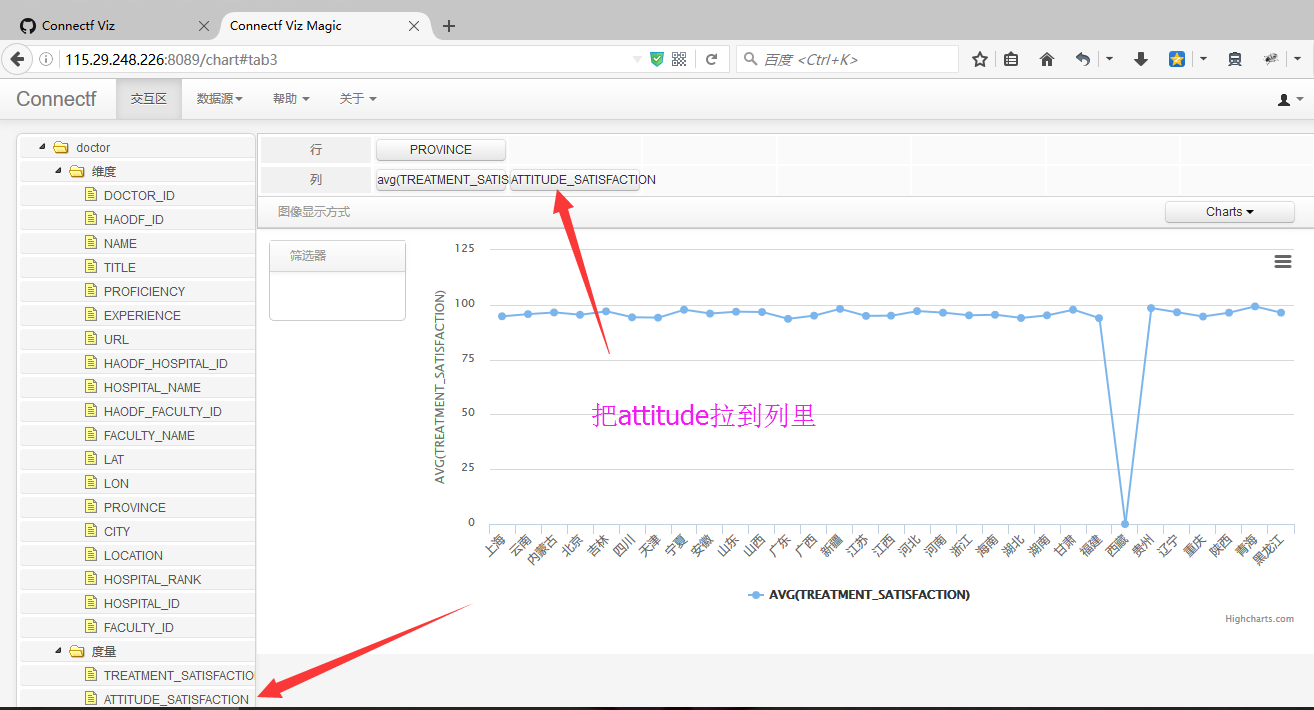 Connectf Viz
Connectf Viz Magic
115.29.248.226:8089/chart#tab3
百度 <Ctrl+K>
Connectf 交互区 数据源 帮助 关于
doctor
维度
DOCTOR_ID
HAODF_ID
NAME
TITLE
PROFICIENCY
EXPERIENCE
URL
HAODF_HOSPITAL_ID
HOSPITAL_NAME
HAODF_FACULTY_ID
FACULTY_NAME
LAT
LON
PROVINCE
CITY
LOCATION
HOSPITAL_RANK
HOSPITAL_ID
FACULTY_ID
度量
TREATMENT_SATISFACTIO
ATTITUDE_SATISFACTION
行 PROVINCE
列 avg(TREATMENT_SATIS ATTITUDE_SATISFACTION
图像显示方式 Charts
筛选器
125
100
75
50
25
0
AVG(TREATMENT_SATISFACTION)
把attitude拉到列里
上海 云南 内蒙古 北京 吉林 四川 天津 宁夏 安徽 山东 山西 广东 广西 新疆 江苏 江西 河北 河南 浙江 海南 湖北 湖南 甘肃 福建 西藏 贵州 辽宁 重庆 陕西 青海 黑龙江
AVG(TREATMENT_SATISFACTION)
Highcharts.com